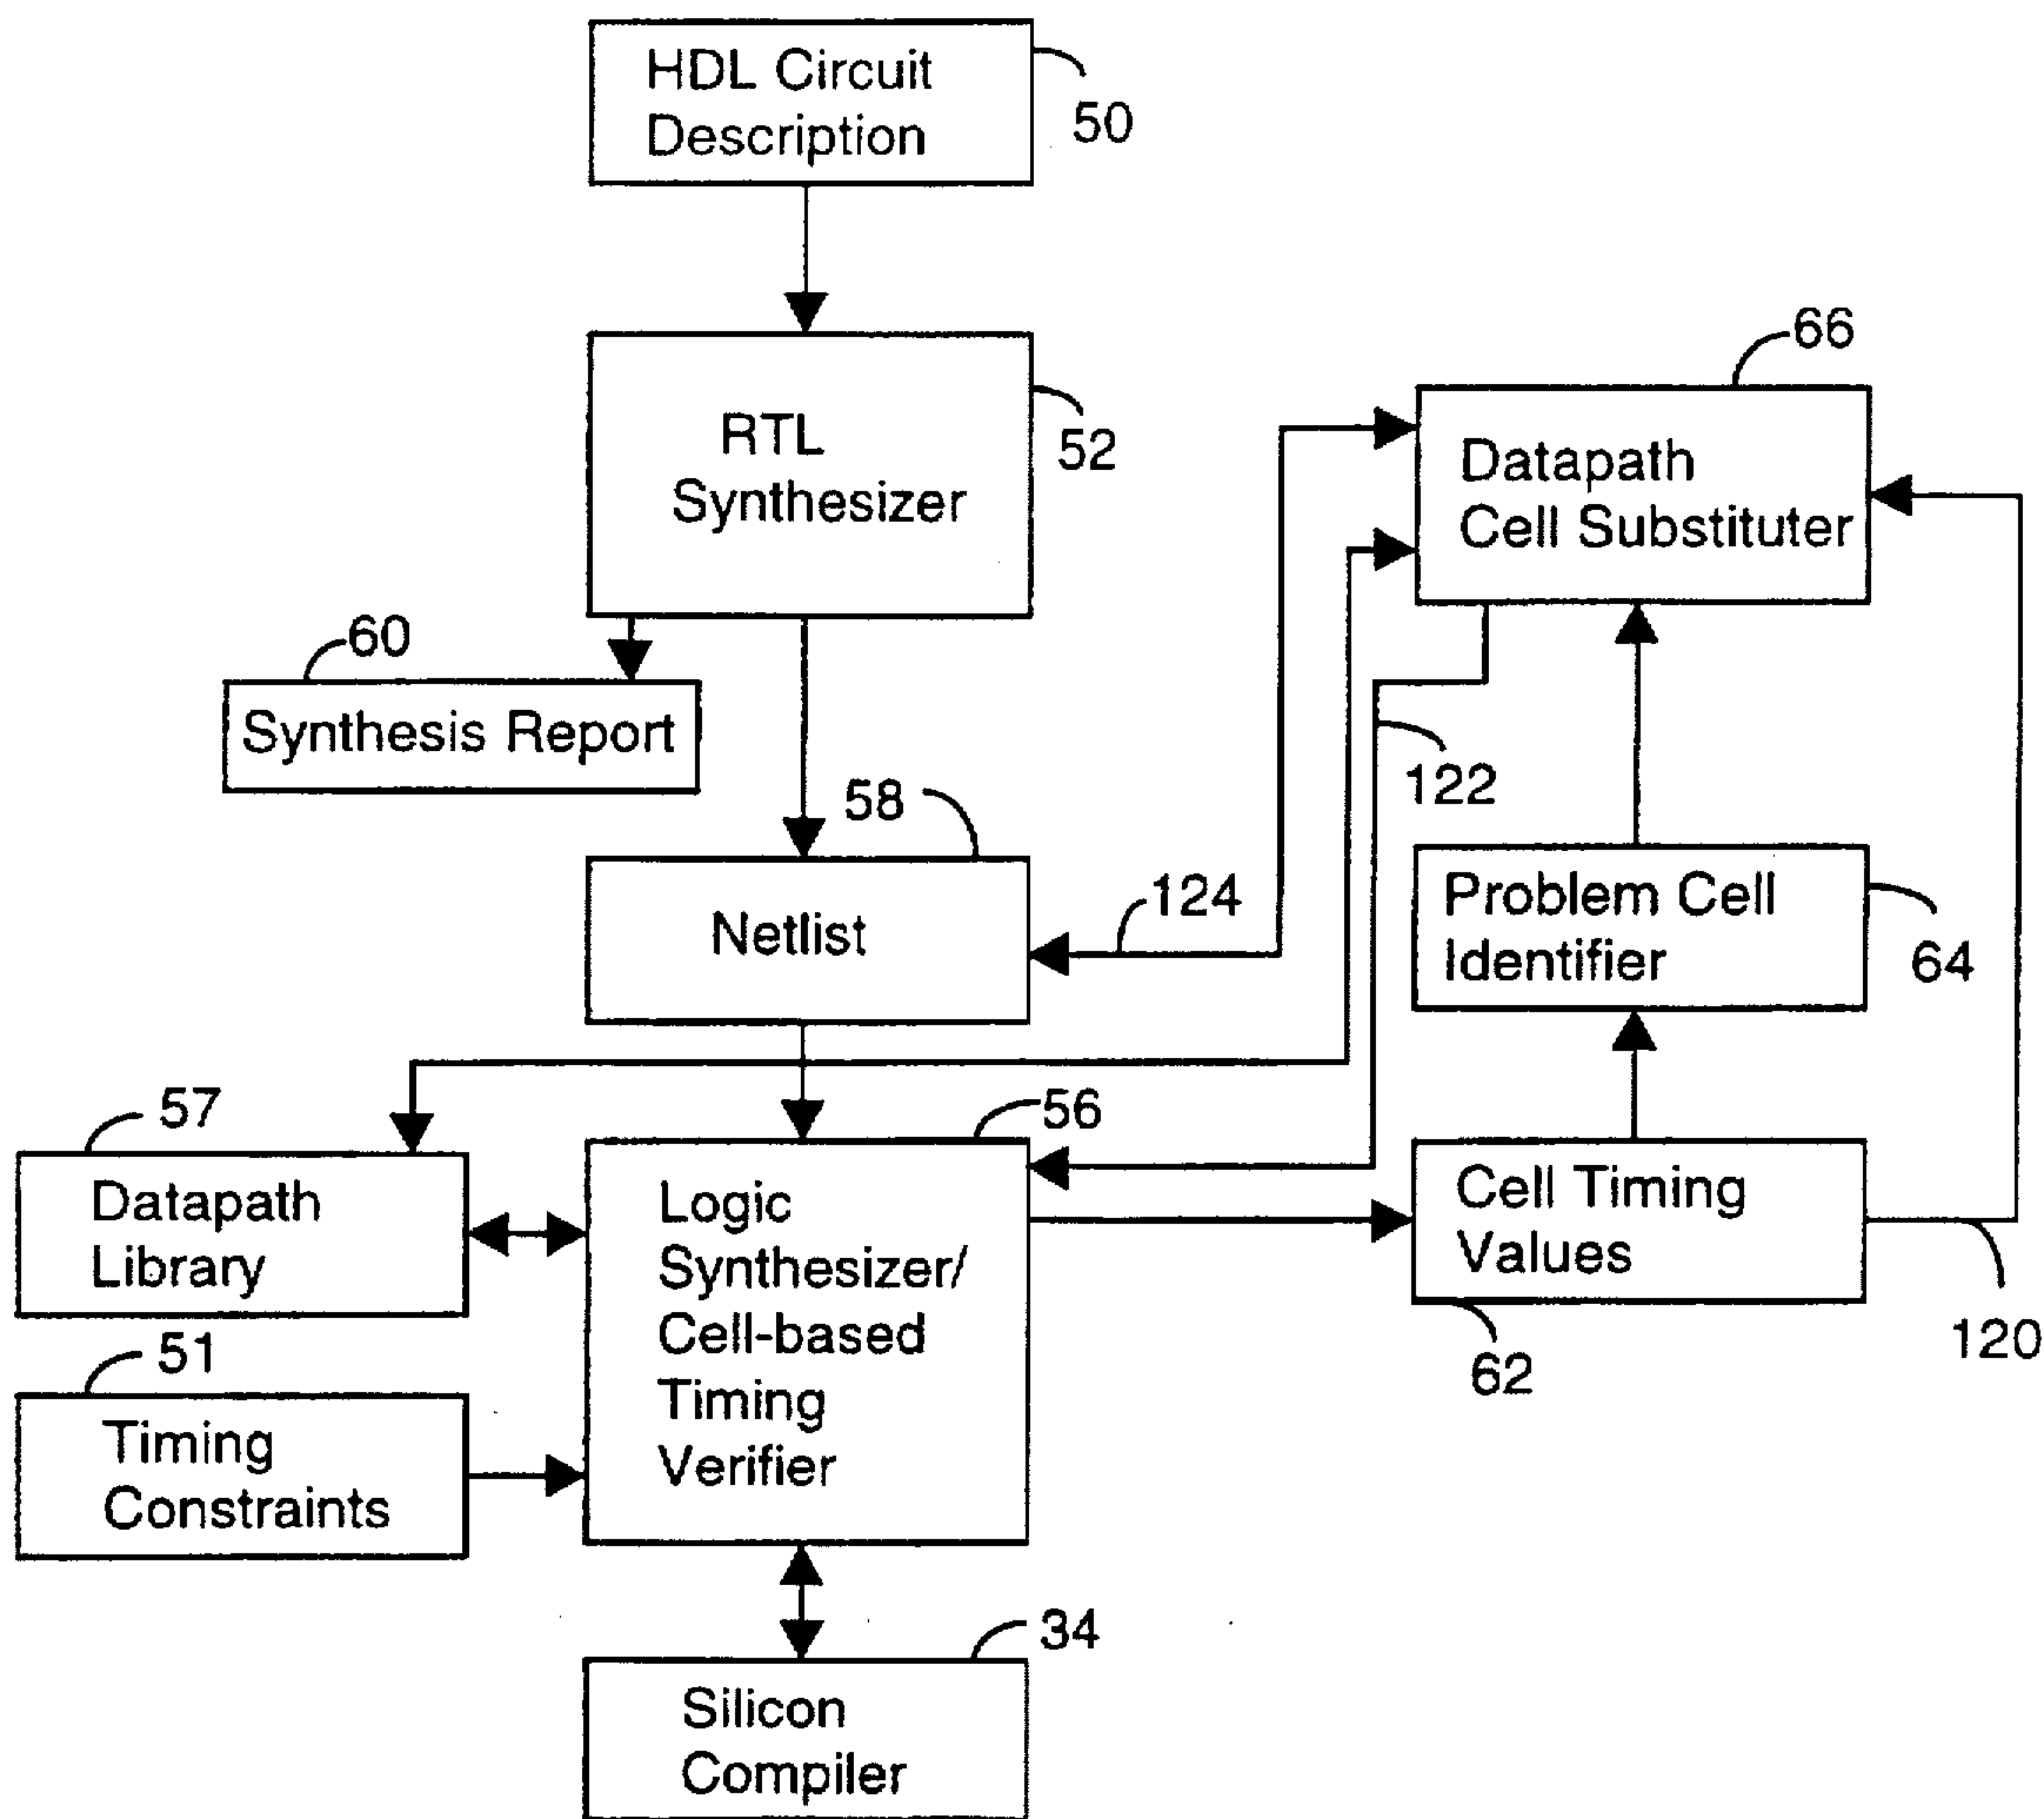 HDL Circuit
Description
50
RTL
Synthesizer
52
66
Datapath
Cell Substituter
60
Synthesis Report
122
58
Netlist
124
Problem Cell
Identifier
64
57
Datapath
Library
56
Logic
Synthesizer/
Cell-based
Timing
Verifier
Cell Timing
Values
62
120
51
Timing
Constraints
34
Silicon
Compiler